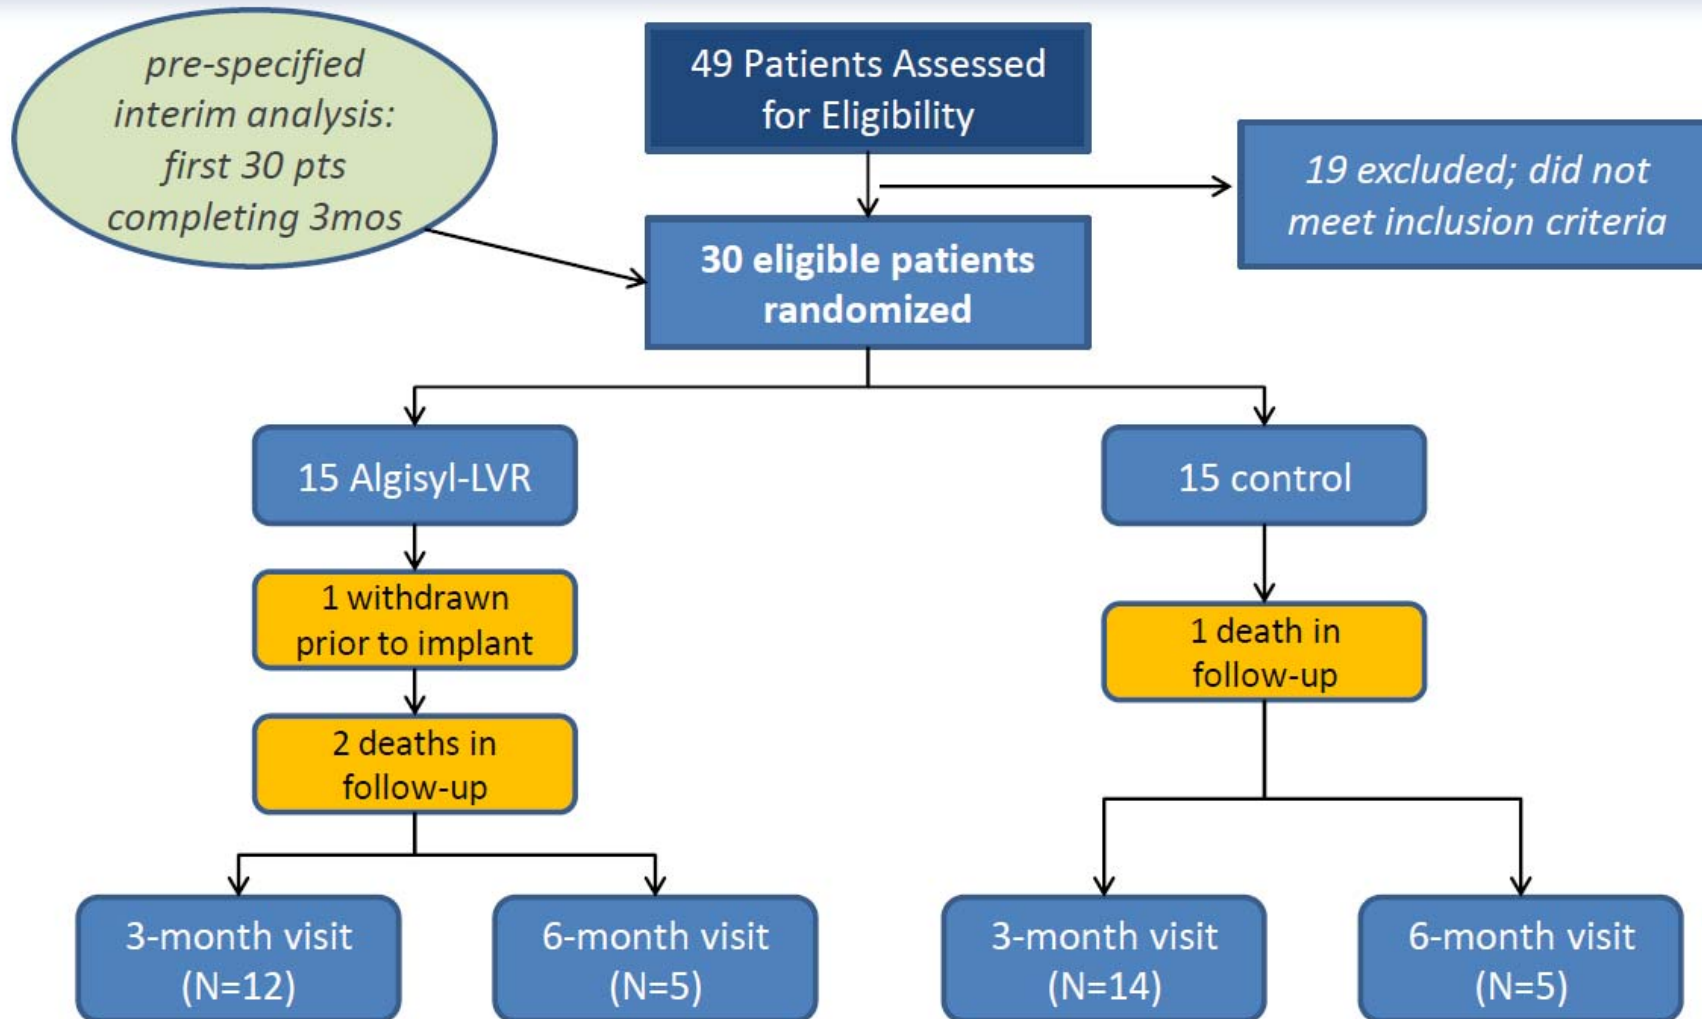 pre-specified
interim analysis:
first 30 pts
completing 3mos
49 Patients Assessed
for Eligibility
19 excluded; did not
meet inclusion criteria
30 eligible patients
randomized
15 Algisyl-LVR
15 control
1 withdrawn
prior to implant
1 death in
follow-up
2 deaths in
follow-up
3-month visit
(N=12)
6-month visit
(N=5)
3-month visit
(N=14)
6-month visit
(N=5)